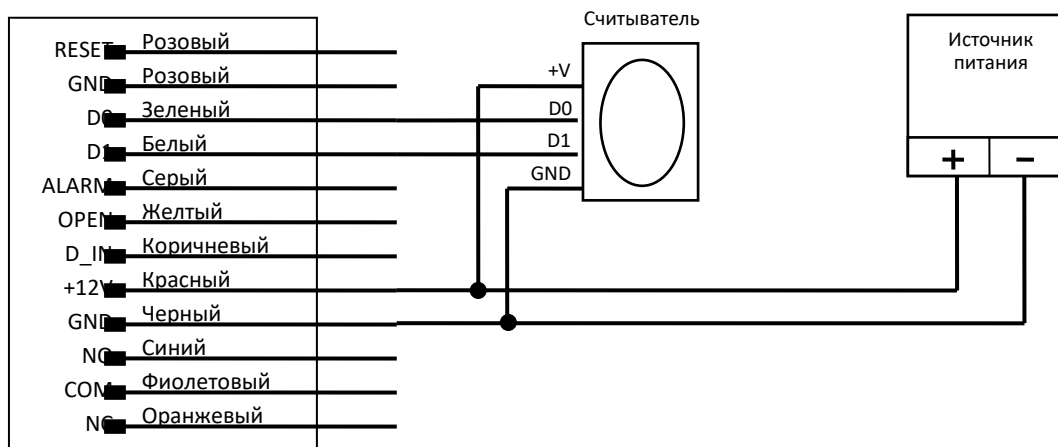 RESET Розовый
GND Розовый
D0 Зеленый
D1 Белый
ALARM Серый
OPEN Желтый
D_IN Коричневый
+12V Красный
GND Черный
NO Синий
COM Фиолетовый
NC Оранжевый
Считыватель
+V
D0
D1
GND
Источник
питания
+ −